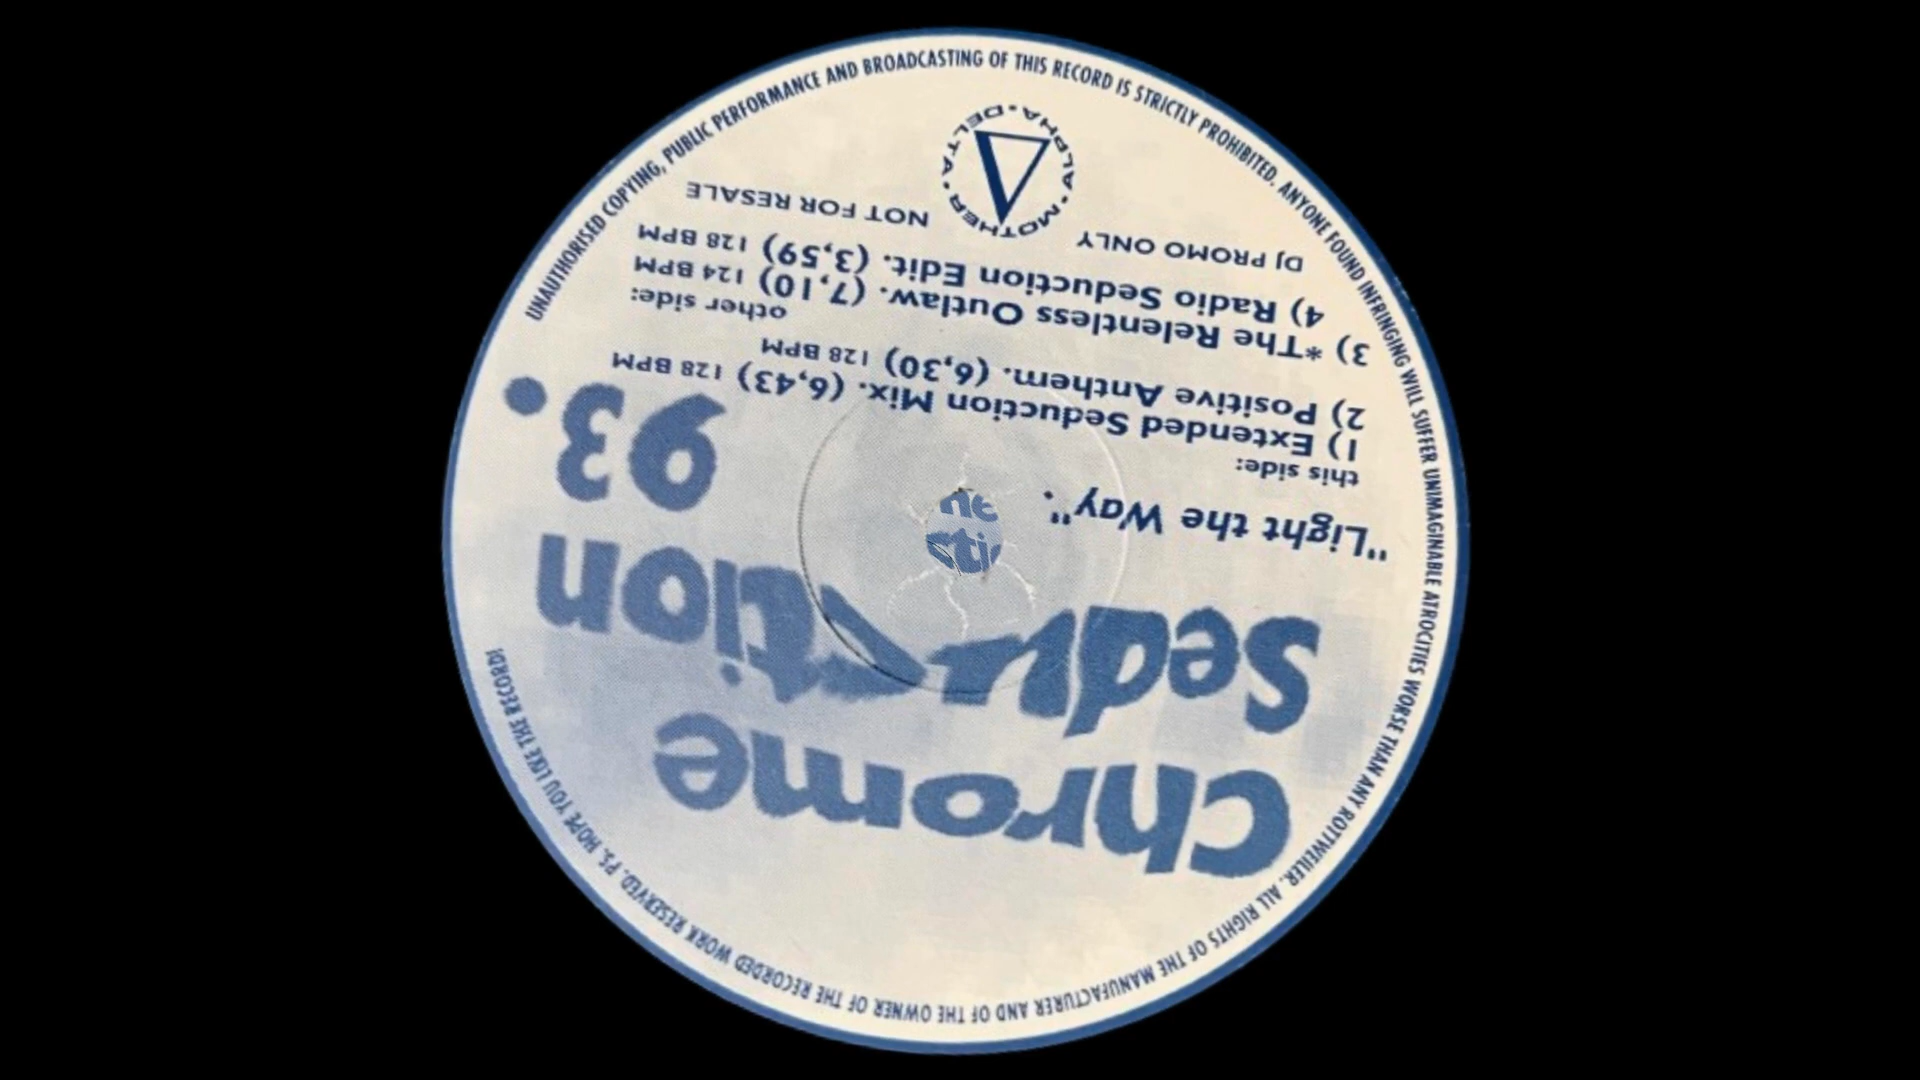 Chrome
Seduction
93.
"Light the Way".
this side:
1) Extended Seduction Mix. (6,43) 128 BPM
2) Positive Anthem. (6,30) 128 BPM
other side:
3) *The Relentless Outlaw. (7,10) 124 BPM
4) Radio Seduction Edit. (3,59) 128 BPM
DJ PROMO ONLY
NOT FOR RESALE
MOTHER • ALPHA • DELTA •
UNAUTHORISED COPYING, PUBLIC PERFORMANCE AND BROADCASTING OF THIS RECORD IS STRICTLY PROHIBITED. ANYONE FOUND INFRINGING WILL SUFFER UNIMAGINABLE ATROCITIES WORSE THAN ANY ROTTWEILER. ALL RIGHTS OF THE MANUFACTURER AND OF THE OWNER OF THE RECORDED WORK RESERVED. PS. HOPE YOU LIKE THE RECORD!